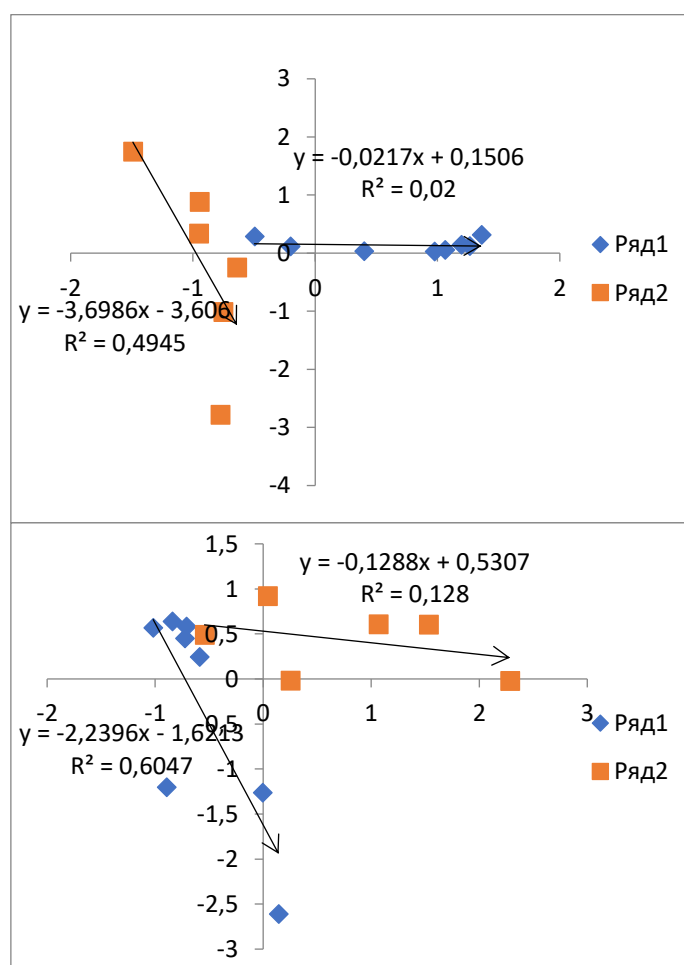 3
2
y = -0,0217x + 0,1506
R² = 0,02
1
0
-2 -1 0 1 2
Ряд1
Ряд2
y = -3,6986x - 3,606
R² = 0,4945
-1
-2
-3
-4
1,5
y = -0,1288x + 0,5307
R² = 0,128
1
0,5
0
-2 -1 0 1 2 3
-0,5
y = -2,2396x - 1,6213
R² = 0,6047
Ряд1
Ряд2
-1
-1,5
-2
-2,5
-3